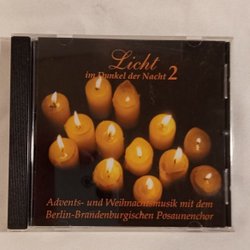 Licht
im Dunkel der Nacht 2
Advents- und Weihnachtsmusik mit dem
Berlin-Brandenburgischen Posaunenchor